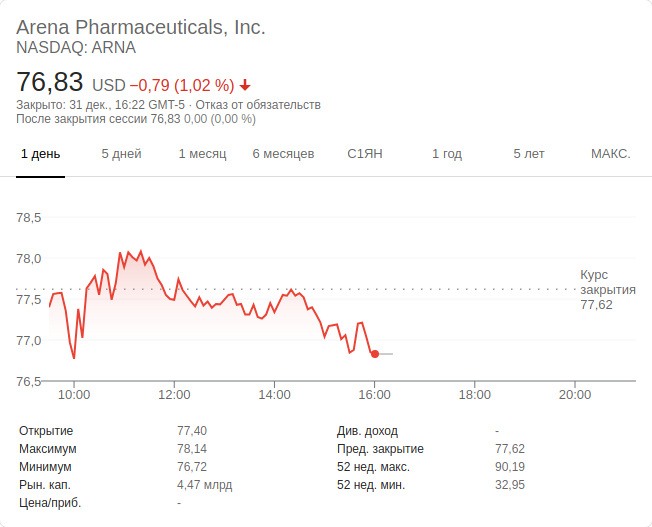 Arena Pharmaceuticals, Inc.
NASDAQ: ARNA
76,83 USD −0,79 (1,02 %)
Закрыто: 31 дек., 16:22 GMT-5 · Отказ от обязательств
После закрытия сессии 76,83 0,00 (0,00 %)
1 день 5 дней 1 месяц 6 месяцев С1ЯН 1 год 5 лет МАКС.
78,5
78,0
77,5
77,0
76,5
Курс
закрытия
77,62
10:00 12:00 14:00 16:00 18:00 20:00
Открытие 77,40 Див. доход -
Максимум 78,14 Пред. закрытие 77,62
Минимум 76,72 52 нед. макс. 90,19
Рын. кап. 4,47 млрд 52 нед. мин. 32,95
Цена/приб. -